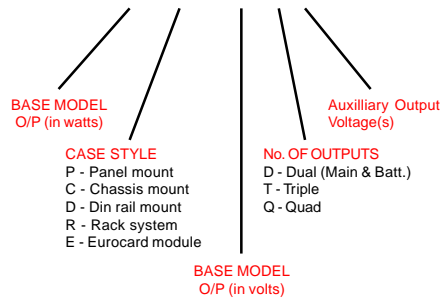 BASE MODEL
O/P (in watts)
Auxilliary Output
Voltage(s)
CASE STYLE
P - Panel mount
C - Chassis mount
D - Din rail mount
R - Rack system
E - Eurocard module
No. OF OUTPUTS
D - Dual (Main & Batt.)
T - Triple
Q - Quad
BASE MODEL
O/P (in volts)